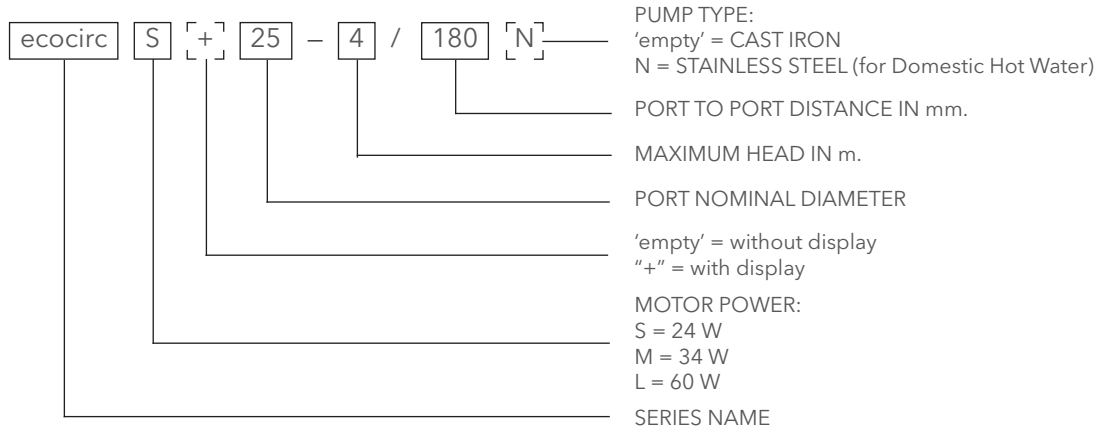 ecocirc S + 25 – 4 / 180 N
PUMP TYPE:
‘empty’ = CAST IRON
N = STAINLESS STEEL (for Domestic Hot Water)
PORT TO PORT DISTANCE IN mm.
MAXIMUM HEAD IN m.
PORT NOMINAL DIAMETER
‘empty’ = without display
“+” = with display
MOTOR POWER:
S = 24 W
M = 34 W
L = 60 W
SERIES NAME